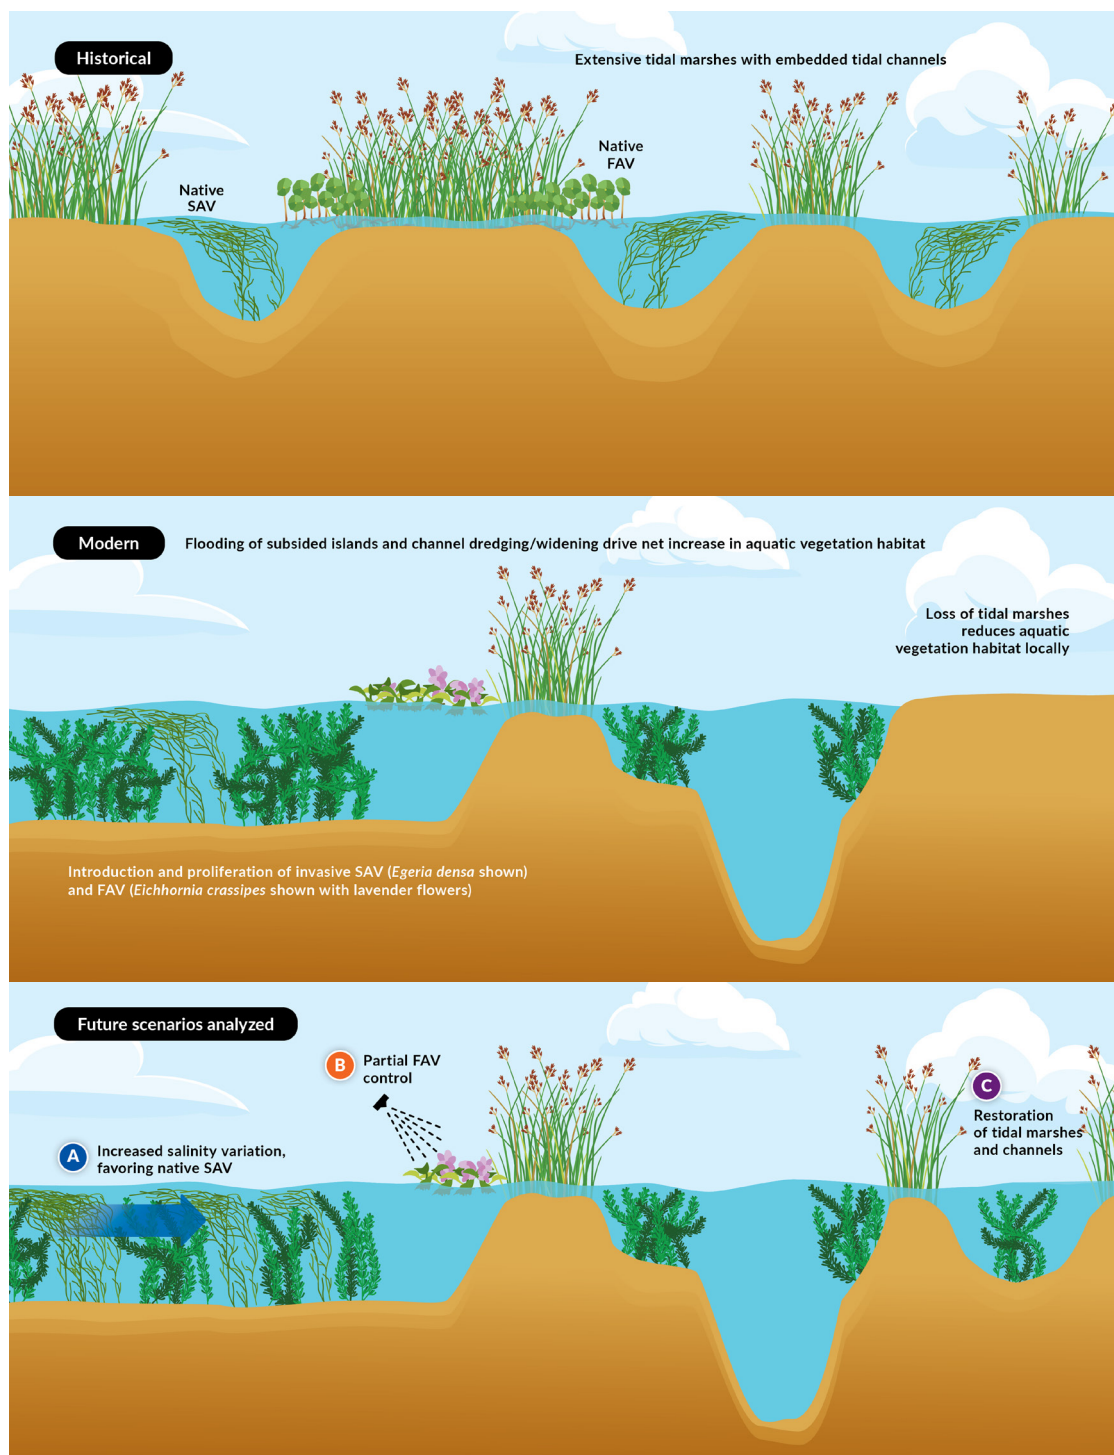 Historical
Extensive tidal marshes with embedded tidal channels
Native
SAV
Native
FAV
Modern
Flooding of subsided islands and channel dredging/widening drive net increase in aquatic vegetation habitat
Loss of tidal marshes
reduces aquatic
vegetation habitat locally
Introduction and proliferation of invasive SAV (Egeria densa shown)
and FAV (Eichhornia crassipes shown with lavender flowers)
Future scenarios analyzed
B
Partial FAV
control
C
Restoration
of tidal marshes
and channels
A
Increased salinity variation,
favoring native SAV